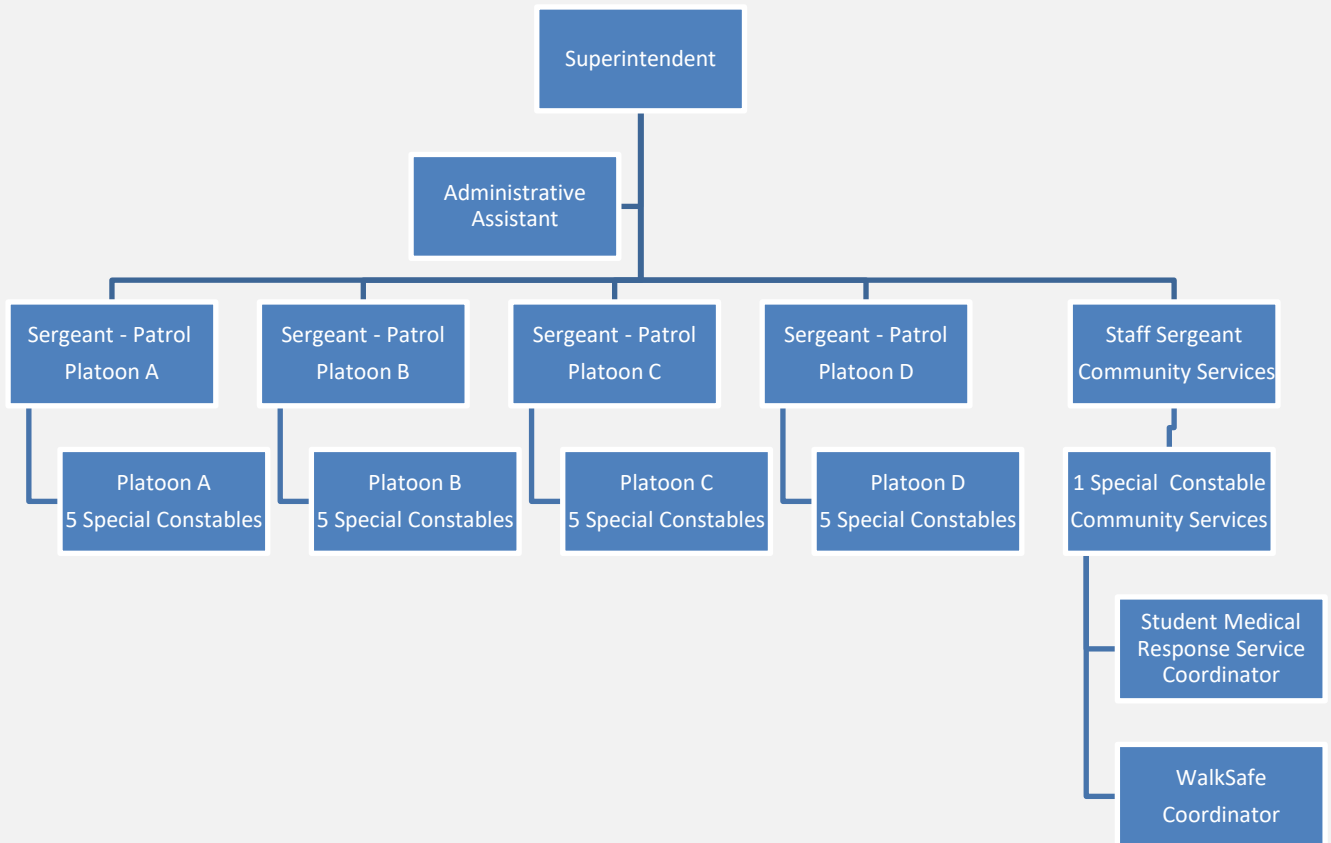 Superintendent
Administrative
Assistant
Sergeant - Patrol
Platoon A
Sergeant - Patrol
Platoon B
Sergeant - Patrol
Platoon C
Sergeant - Patrol
Platoon D
Staff Sergeant
Community Services
Platoon A
5 Special Constables
Platoon B
5 Special Constables
Platoon C
5 Special Constables
Platoon D
5 Special Constables
1 Special  Constable
Community Services
Student Medical
Response Service
Coordinator
WalkSafe
Coordinator